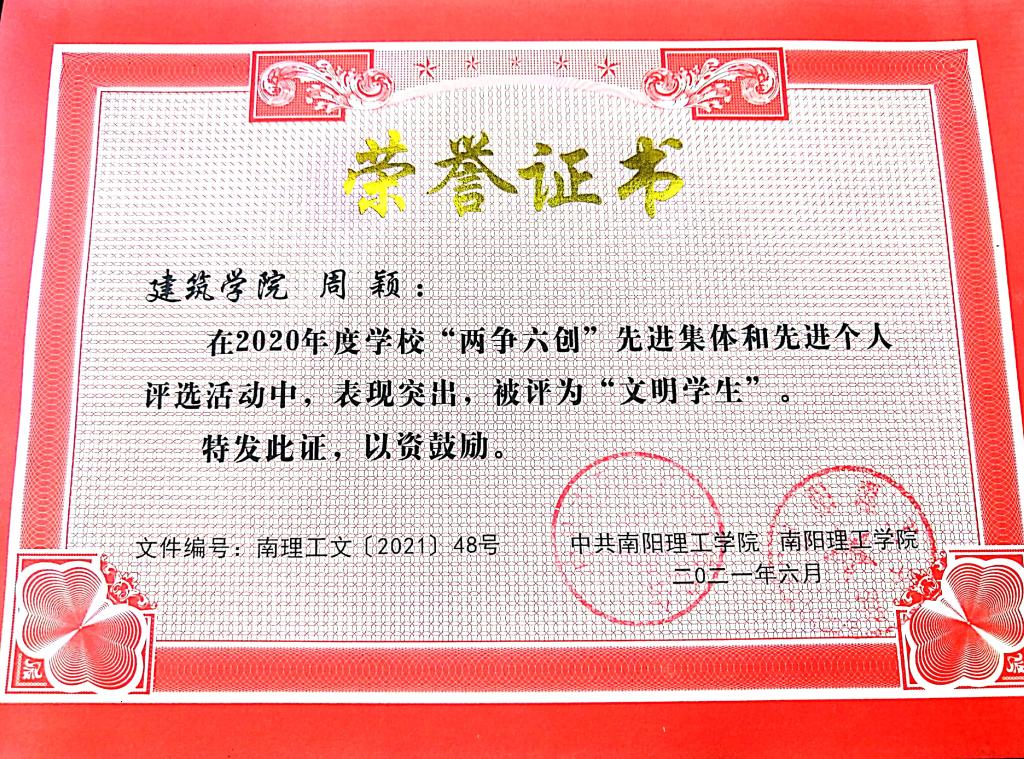 荣誉证书
建筑学院 周 颖：
在2020年度学校“两争六创”先进集体和先进个人
评选活动中，表现突出，被评为“文明学生”。
特发此证，以资鼓励。
文件编号：南理工文〔2021〕48号
中共南阳理工学院 南阳理工学院
二0二一年六月